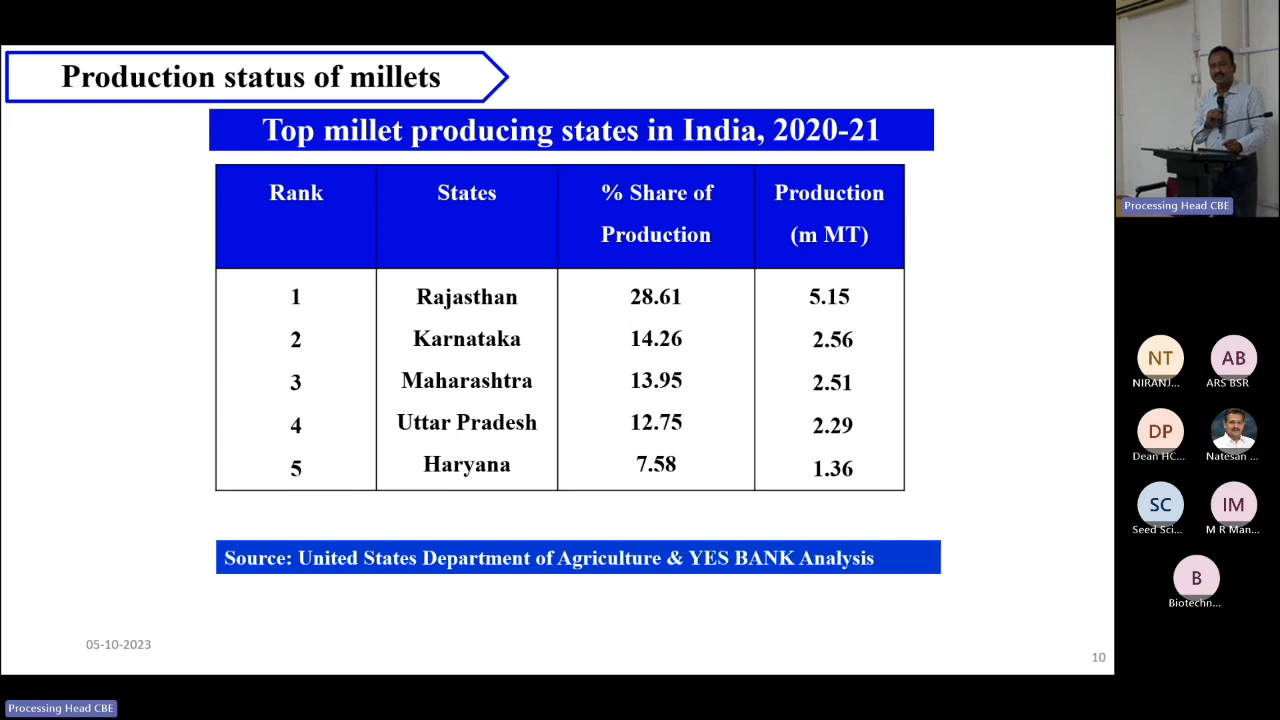 Production status of millets
Top millet producing states in India, 2020-21
Rank States % Share of Production Production (m MT)
1 Rajasthan 28.61 5.15
2 Karnataka 14.26 2.56
3 Maharashtra 13.95 2.51
4 Uttar Pradesh 12.75 2.29
5 Haryana 7.58 1.36
Source: United States Department of Agriculture & YES BANK Analysis
05-10-2023
10
Processing Head CBE
Processing Head CBE
NT AB
NIRANJ... ARS BSR
DP
Dean HC... Natesan ...
SC IM
Seed Sci... M R Man...
B
Biotechn...